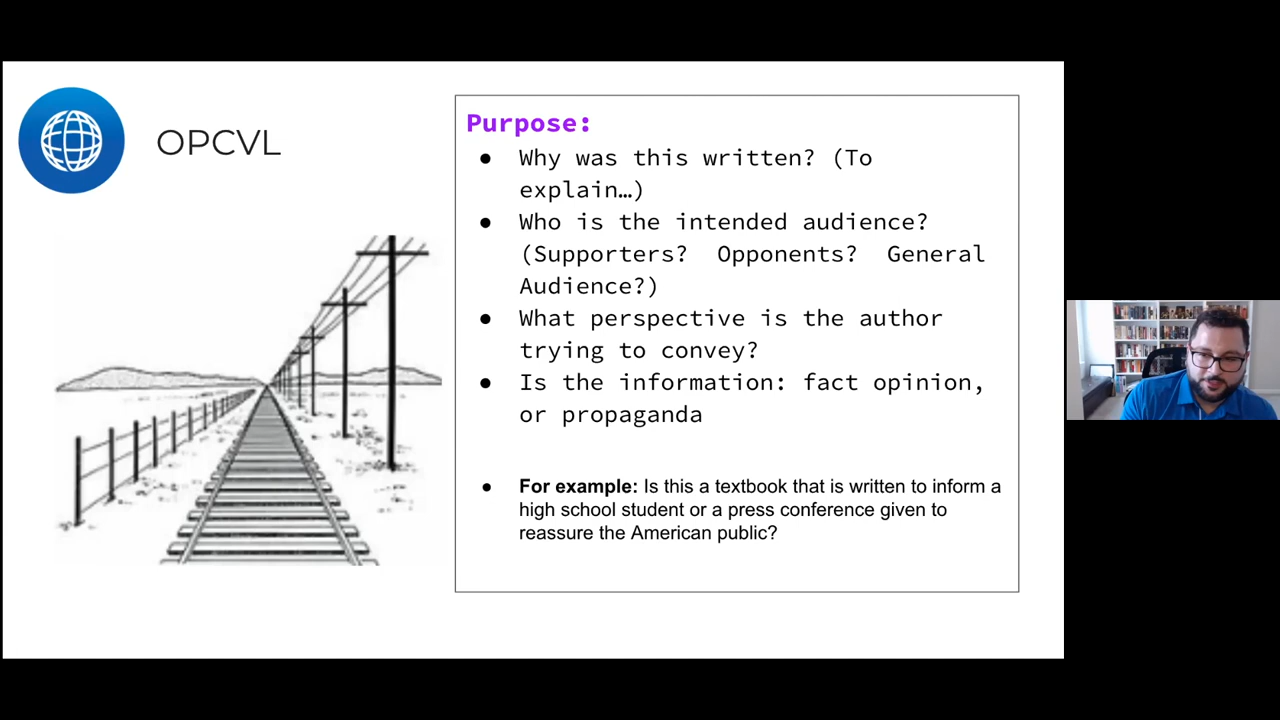 OPCVL
Purpose:
● Why was this written? (To
explain…)
● Who is the intended audience?
(Supporters? Opponents? General
Audience?)
● What perspective is the author
trying to convey?
● Is the information: fact opinion,
or propaganda
● For example: Is this a textbook that is written to inform a
high school student or a press conference given to
reassure the American public?